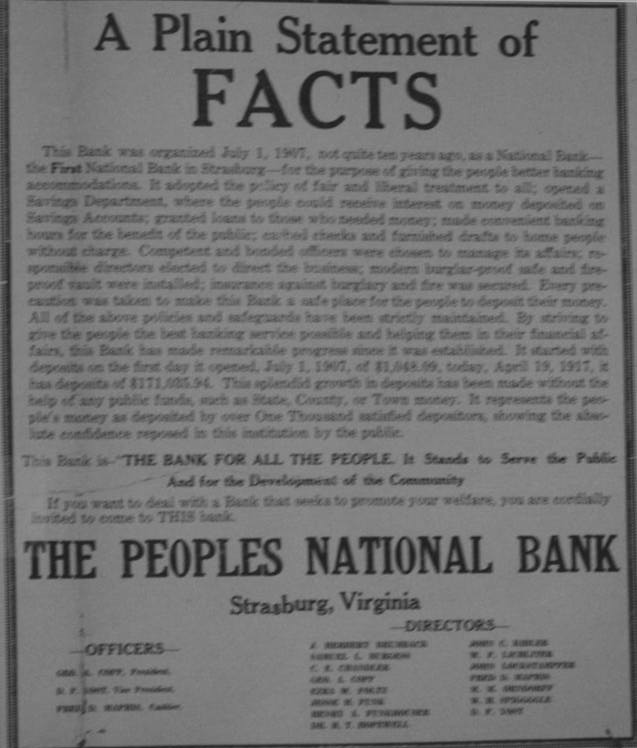 A Plain Statement of
FACTS
This Bank was organized July 1, 1907, not quite ten years ago, as a National Bank—
the First National Bank in Strasburg—for the purpose of giving the people better banking
accommodations. It adopted the policy of fair and liberal treatment to all; opened a
Savings Department, where the people could receive interest on money deposited on
Savings Accounts; granted loans to those who needed money; made convenient banking
hours for the benefit of the public; cashed checks and furnished drafts to home people
without charge. Competent and bonded officers were chosen to manage its affairs; re-
sponsible directors elected to direct the business; modern burglar-proof safe and fire-
proof vault were installed; insurance against burglary and fire was secured. Every pre-
caution was taken to make this Bank a safe place for the people to deposit their money.
All of the above policies and safeguards have been strictly maintained. By striving to
give the people the best banking service possible and helping them in their financial af-
fairs, this Bank has made remarkable progress since it was established. It started with
deposits on the first day it opened, July 1, 1907, of today, April 19, 1917, it
has deposits of This splendid growth in deposits has been made without the
help of any public funds, such as State, County, or Town money. It represents the peo-
ple's money as deposited by over One Thousand satisfied depositors, showing the abso-
lute confidence reposed in this institution by the public.
This Bank is—"THE BANK FOR ALL THE PEOPLE. It Stands to Serve the Public
And for the Development of the Community
If you want to deal with a Bank that seeks to promote your welfare, you are cordially
invited to come to THIS bank.
THE PEOPLES NATIONAL BANK
Strasburg, Virginia
—OFFICERS—
GEO. A. COPP, President.
Vice President.
FRED S. Cashier.
—DIRECTORS—